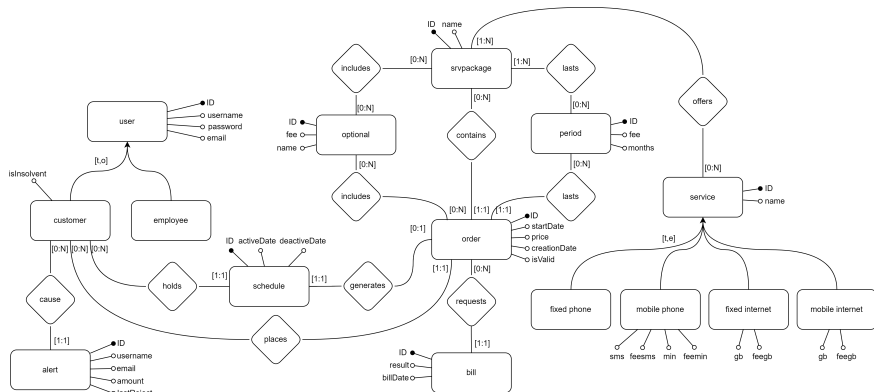 ID name
[0:N] [1:N] [1:N]
includes srvpackage lasts
[0:N]
offers
ID
user username
password
email
[0:N] [0:N]
ID
fee optional
name
contains
ID
period fee
months
[t,o]
[0:N] [0:N] [0:N]
isInsolvent
includes lasts
ID
service name
customer employee
[0:N] [1:1] [1:1]
ID
startDate
order price
creationDate
isValid
[0:1]
[0:N] [0:N] [0:N]
ID activeDate deactiveDate
[1:1] [0:N]
[t,e]
holds [1:1] schedule [1:1] generates
cause
requests
fixed phone mobile phone fixed internet mobile internet
places
sms feesms min feemin gb feegb gb feegb
[1:1] [1:1]
ID
username
alert email
amount
ID
result bill
billDate